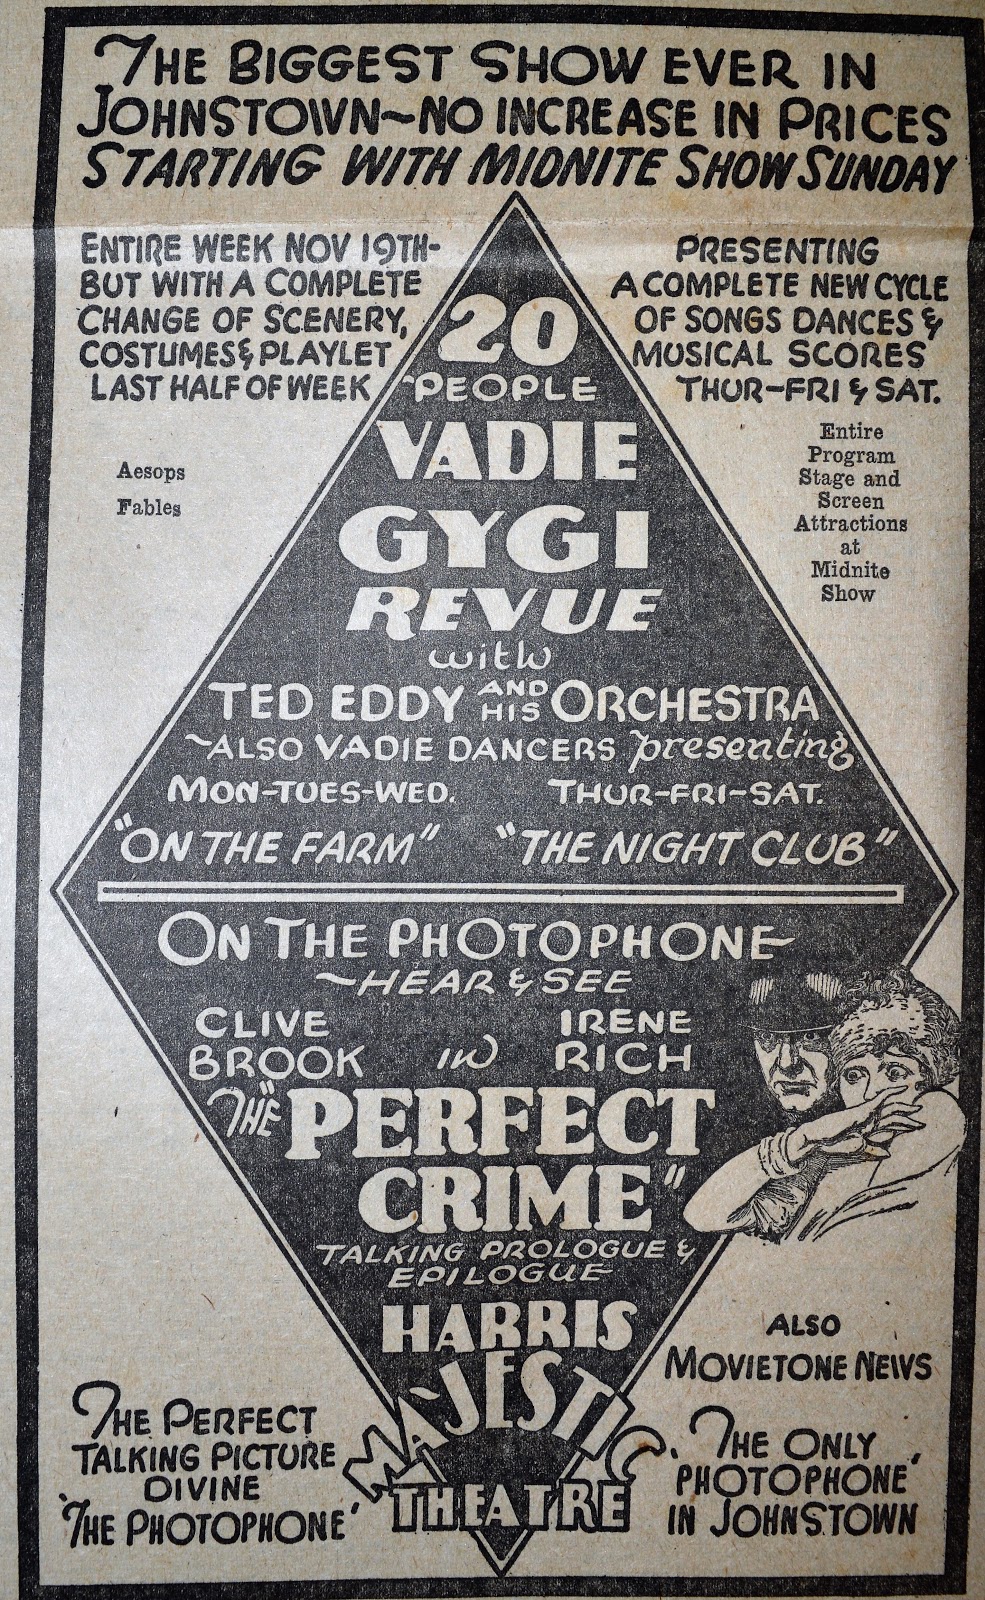 THE BIGGEST SHOW EVER IN
JOHNSTOWN~NO INCREASE IN PRICES
STARTING WITH MIDNITE SHOW SUNDAY
ENTIRE WEEK NOV 19TH-
BUT WITH A COMPLETE
CHANGE OF SCENERY,
COSTUMES & PLAYLET
LAST HALF OF WEEK
PRESENTING
A COMPLETE NEW CYCLE
OF SONGS DANCES &
MUSICAL SCORES
THUR-FRI & SAT.
Aesops
Fables
Entire
Program
Stage and
Screen
Attractions
at
Midnite
Show
20
PEOPLE
VADIE
GYGI
REVUE
with
TED EDDY AND HIS ORCHESTRA
~ALSO VADIE DANCERS presenting
MON-TUES-WED. THUR-FRI-SAT.
"ON THE FARM" "THE NIGHT CLUB"
ON THE PHOTOPHONE
~HEAR & SEE
CLIVE BROOK in IRENE RICH
"THE PERFECT
CRIME"
TALKING PROLOGUE &
EPILOGUE
HARRIS
MAJESTIC
THEATRE
ALSO
MOVIETONE NEWS
THE PERFECT
TALKING PICTURE
DIVINE
'THE PHOTOPHONE'
THE ONLY
'PHOTOPHONE'
IN JOHNSTOWN